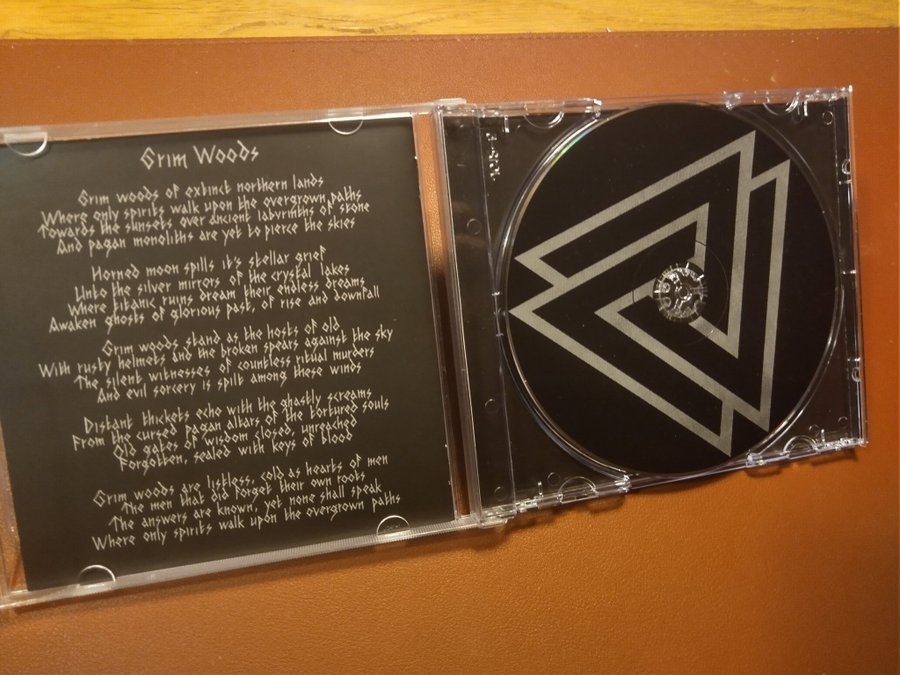 Grim Woods
Grim woods of extinct northern lands
Where only spirits walk upon the overgrown paths
Towards the sunsets over ancient labyrinths of stone
And pagan monoliths are yet to pierce the skies
Horned moon spills it's stellar grief
Unto the silver mirrors of the crystal lakes
Where titanic ruins dream their endless dreams
Awaken ghosts of glorious past, of rise and downfall
Grim woods stand as the hosts of old
With rusty helmets and the broken spears against the sky
The silent witnesses of countless ritual murders
And evil sorcery is spilt among these winds
Distant thickets echo with the ghastly screams
From the cursed pagan altars of the tortured souls
Old gates of wisdom closed, unreached
Forgotten, sealed with keys of blood
Grim woods are listless, cold as hearts of men
The men that did forget their own roots
The answers are known, yet none shall speak
Where only spirits walk upon the overgrown paths